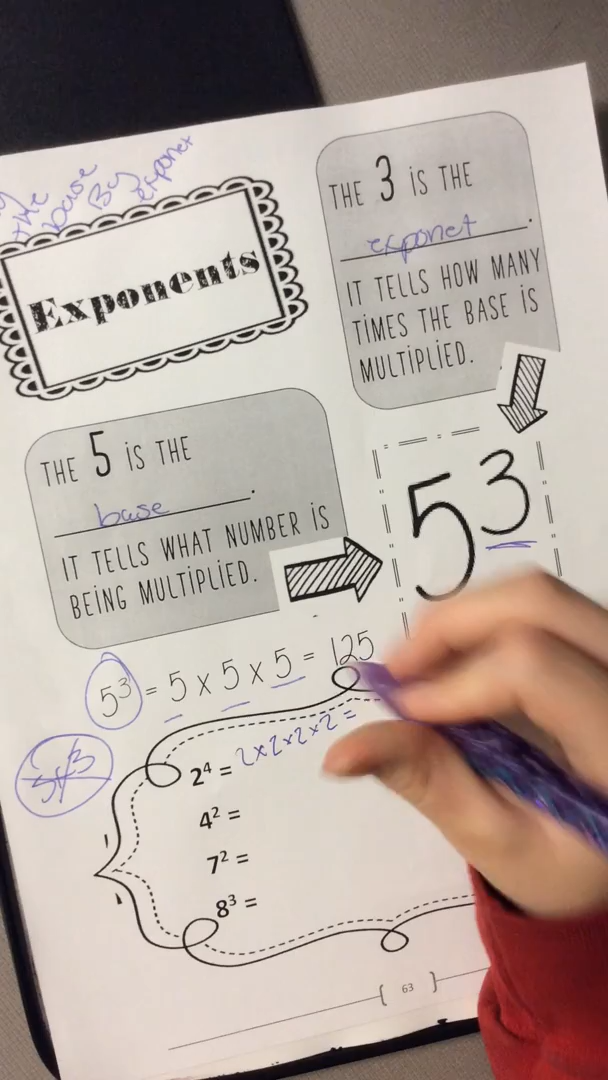 the
base
By
exponet
Exponents
THE 3 iS THE
exponet.
iT TELLS HOW MANY
TiMES THE BASE iS
MULTiPLiED.
THE 5 iS THE
base.
iT TELLS WHAT NUMBER iS
BEiNG MULTiPLiED.
5³
5³ = 5 x 5 x 5 = 125
2⁴ = 2x2x2x2 =
4² =
7² =
8³ =
63